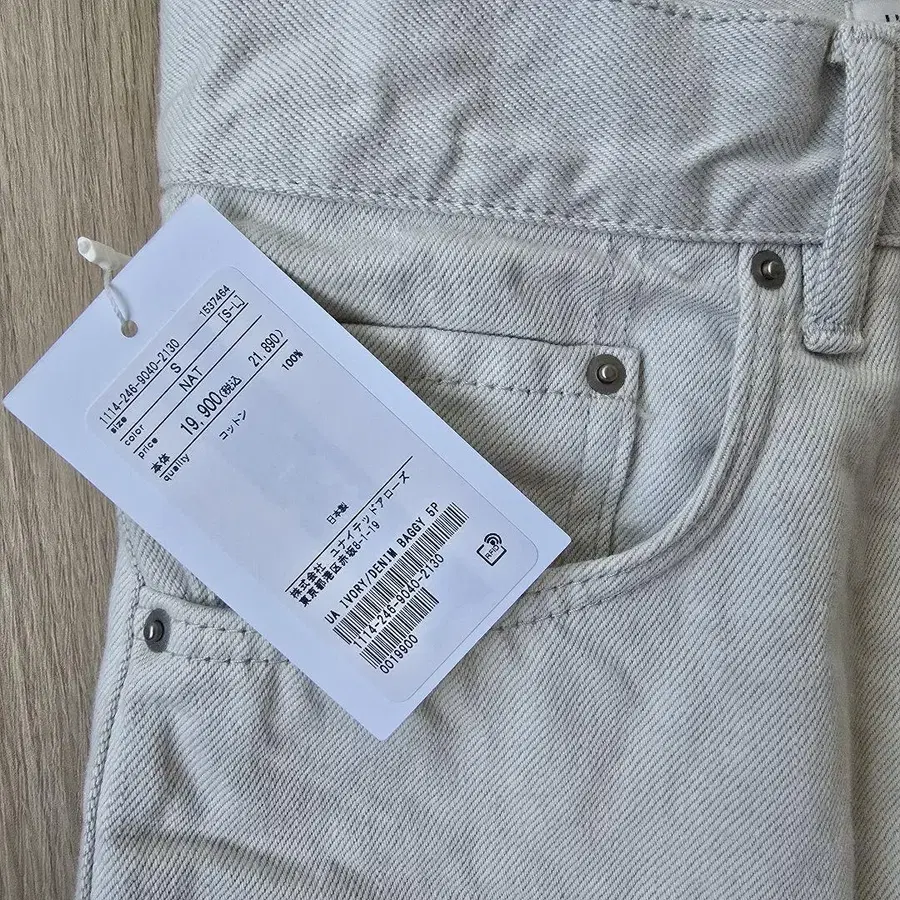 1114-246-9040-2130 1537464
size S [S-L]
color NAT
price
本体 19,900(税込 21,890)
quality コットン 100%
日本製
株式会社 ユナイテッドアローズ
東京都港区赤坂8-1-19
UA IVORY/DENIM BAGGY 5P
1114-246-9040-2130
0019900
RFID